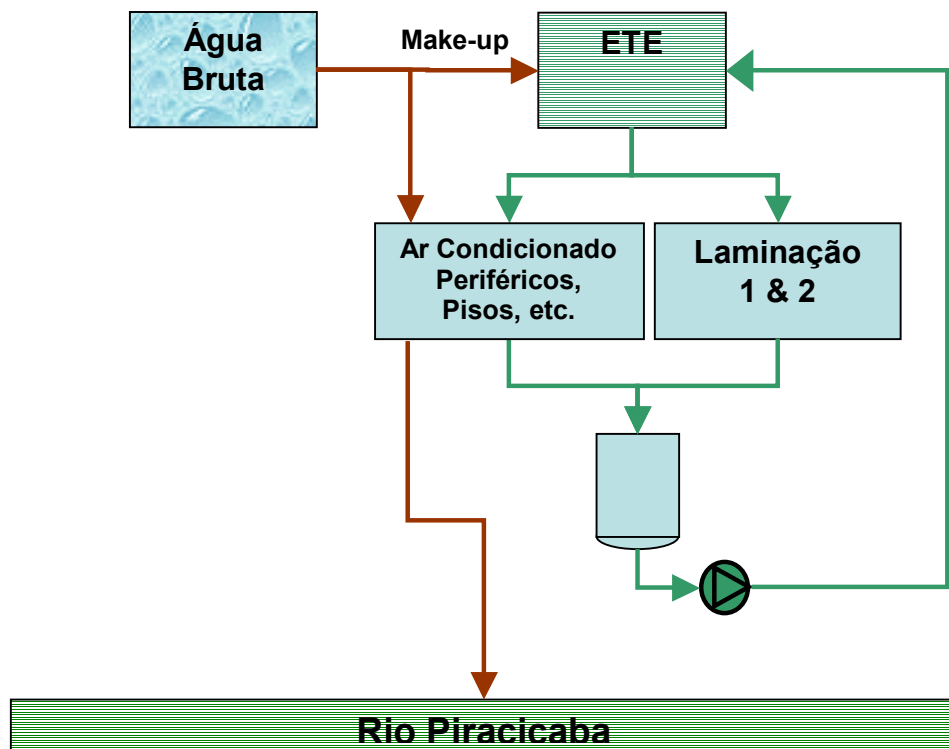 Água
Bruta
Make-up
ETE
Ar Condicionado
Periféricos,
Pisos, etc.
Laminação
1 & 2
Rio Piracicaba